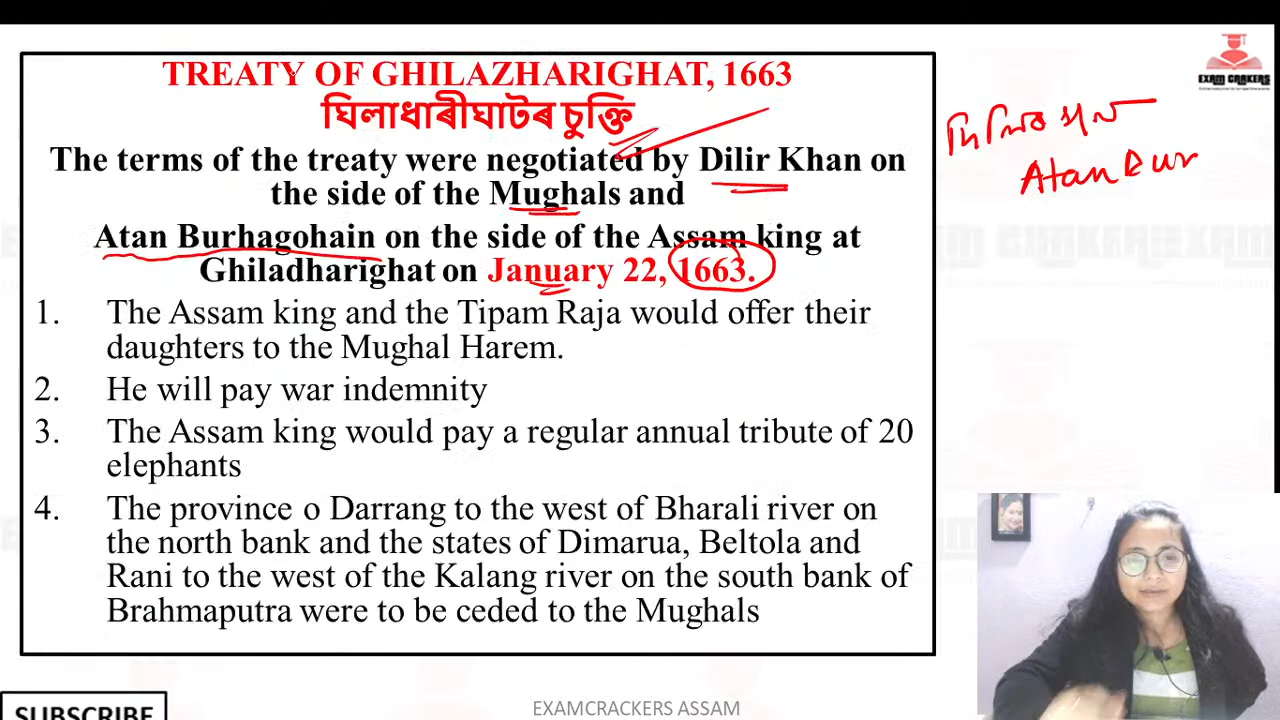 TREATY OF GHILAZHARIGHAT, 1663
ঘিলাধাৰীঘাটৰ চুক্তি
The terms of the treaty were negotiated by Dilir Khan on
the side of the Mughals and
Atan Burhagohain on the side of the Assam king at
Ghiladharighat on January 22, 1663.
1. The Assam king and the Tipam Raja would offer their
daughters to the Mughal Harem.
2. He will pay war indemnity
3. The Assam king would pay a regular annual tribute of 20
elephants
4. The province o Darrang to the west of Bharali river on
the north bank and the states of Dimarua, Beltola and
Rani to the west of the Kalang river on the south bank of
Brahmaputra were to be ceded to the Mughals
EXAM CRAKERS
Atan Bur
SUBSCRIBE
EXAMCRACKERS ASSAM